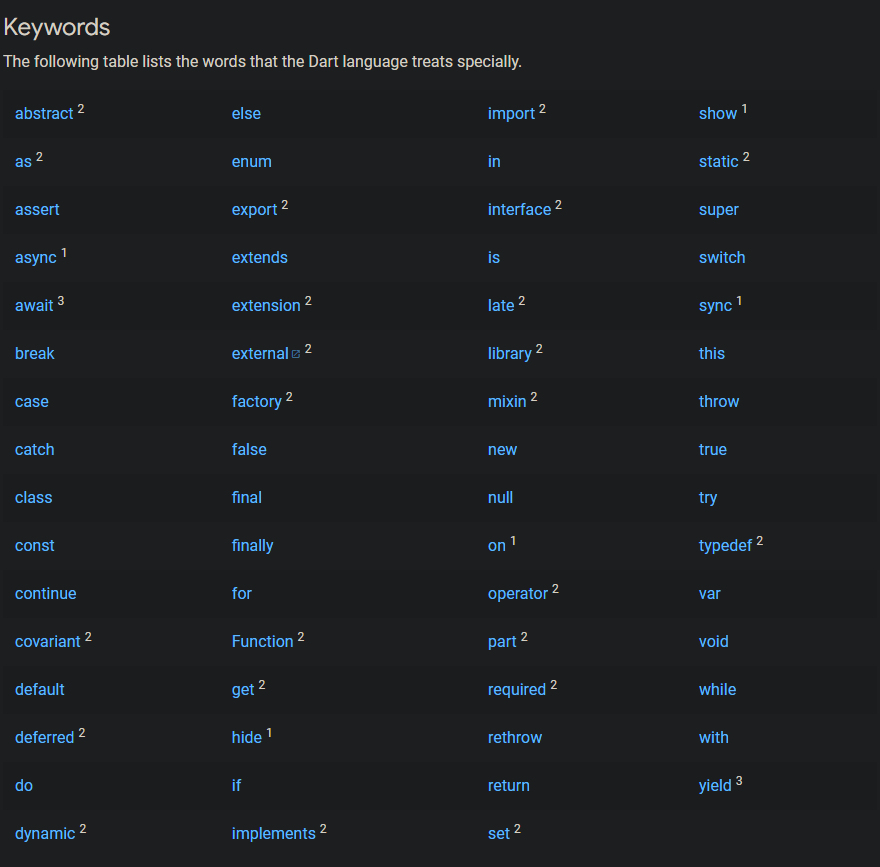 Keywords
The following table lists the words that the Dart language treats specially.
abstract 2 else import 2 show 1
as 2 enum in static 2
assert export 2 interface 2 super
async 1 extends is switch
await 3 extension 2 late 2 sync 1
break external 2 library 2 this
case factory 2 mixin 2 throw
catch false new true
class final null try
const finally on 1 typedef 2
continue for operator 2 var
covariant 2 Function 2 part 2 void
default get 2 required 2 while
deferred 2 hide 1 rethrow with
do if return yield 3
dynamic 2 implements 2 set 2